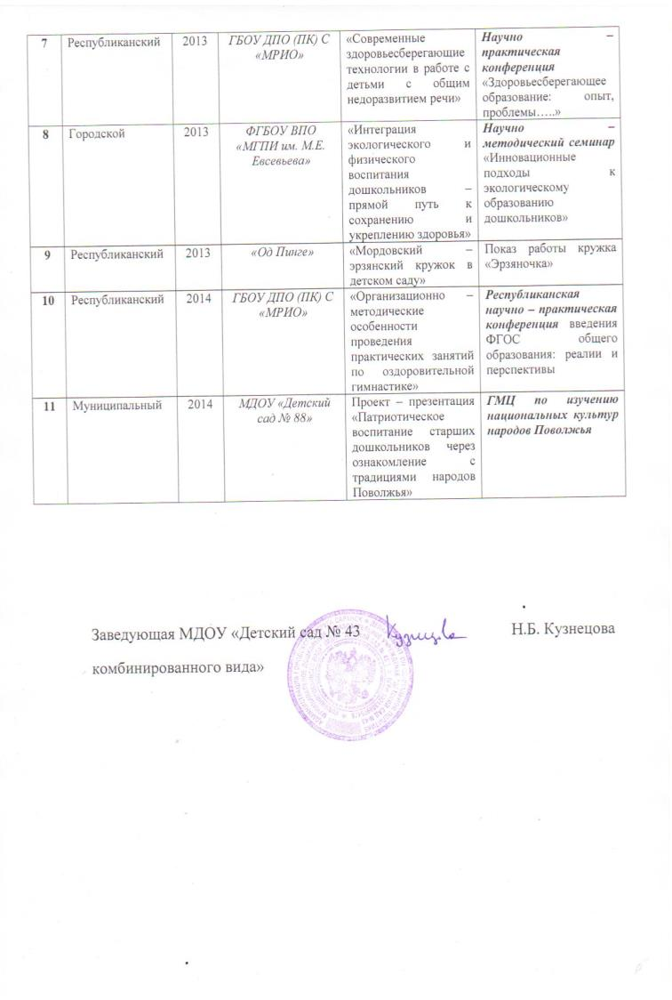 7 Республиканский 2013 ГБОУ ДПО (ПК) С «Современные Научно –
«МРИО» здоровьесберегающие практическая
технологии в работе с конференция
детьми с общим «Здоровьесберегающее
недоразвитием речи» образование: опыт,
проблемы…..»
8 Городской 2013 ФГБОУ ВПО «Интеграция Научно –
«МГПИ им. М.Е. экологического и методический семинар
Евсевьева» физического «Инновационные
воспитания подходы к
дошкольников – экологическому
прямой путь к образованию
сохранению и дошкольников»
укреплению здоровья»
9 Республиканский 2013 «Од Пинге» «Мордовский – Показ работы кружка
эрзянский кружок в «Эрзяночка»
детском саду»
10 Республиканский 2014 ГБОУ ДПО (ПК) С «Организационно – Республиканская
«МРИО» методические научно – практическая
особенности конференция введения
проведения ФГОС общего
практических занятий образования: реалии и
по оздоровительной перспективы
гимнастике»
11 Муниципальный 2014 МДОУ «Детский Проект – презентация ГМЦ по изучению
сад № 88» «Патриотическое национальных культур
воспитание старших народов Поволжья
дошкольников через
ознакомление с
традициями народов
Поволжья»
Заведующая МДОУ «Детский сад № 43 Кузнецова Н.Б. Кузнецова
комбинированного вида»